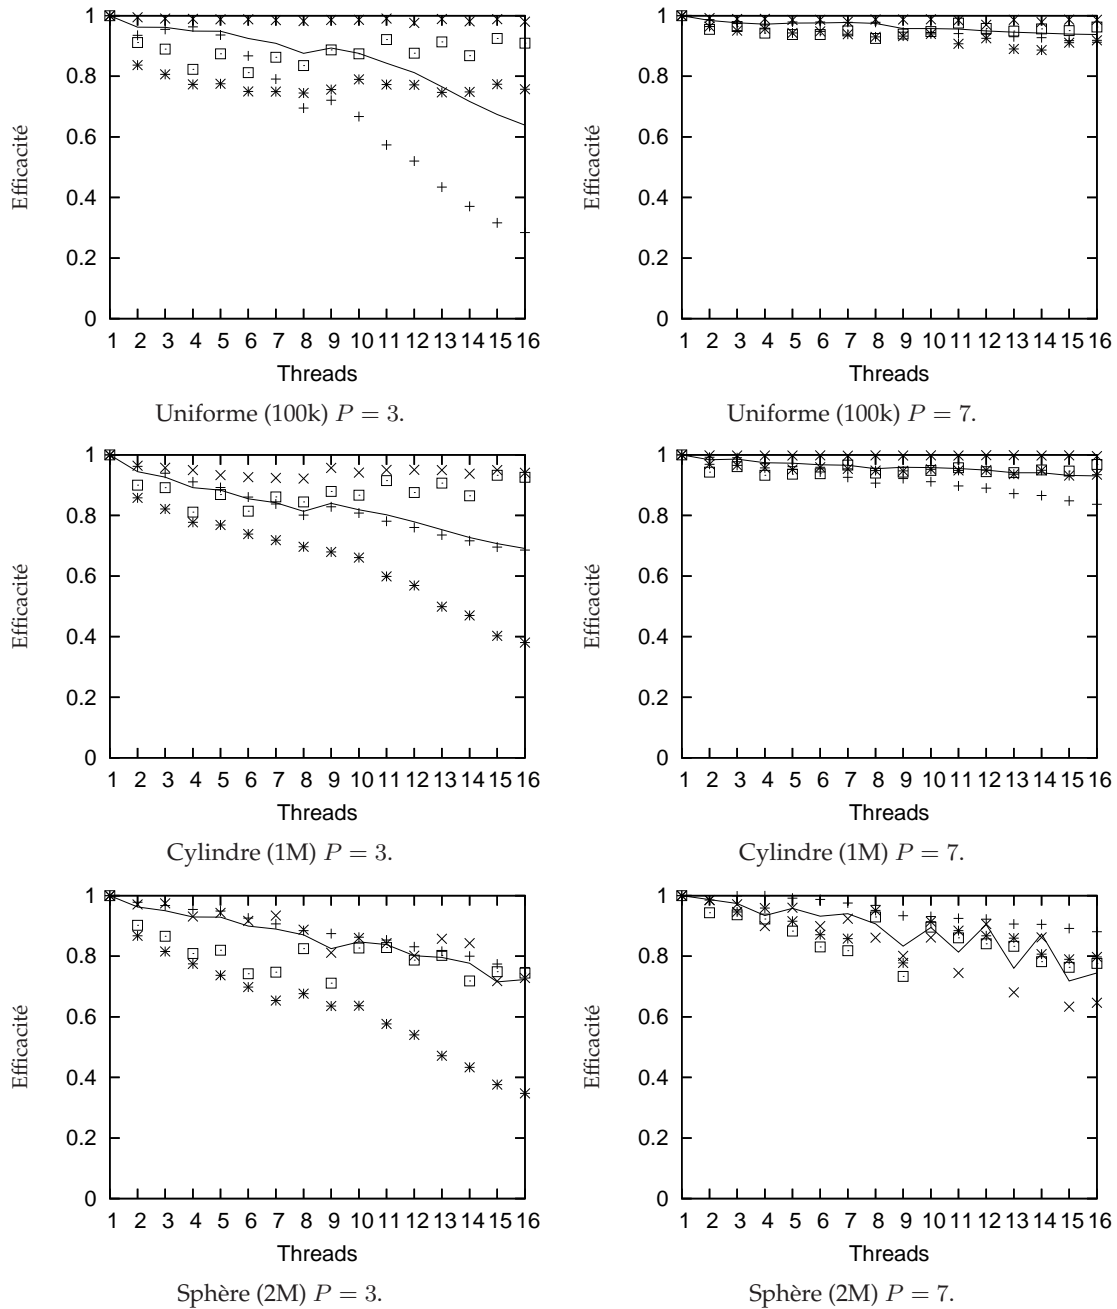 Efficacité
1
0.8
0.6
0.4
0.2
0
1 2 3 4 5 6 7 8 9 10 11 12 13 14 15 16
Threads
Uniforme (100k) P = 3.
Efficacité
1
0.8
0.6
0.4
0.2
0
1 2 3 4 5 6 7 8 9 10 11 12 13 14 15 16
Threads
Uniforme (100k) P = 7.
Efficacité
1
0.8
0.6
0.4
0.2
0
1 2 3 4 5 6 7 8 9 10 11 12 13 14 15 16
Threads
Cylindre (1M) P = 3.
Efficacité
1
0.8
0.6
0.4
0.2
0
1 2 3 4 5 6 7 8 9 10 11 12 13 14 15 16
Threads
Cylindre (1M) P = 7.
Efficacité
1
0.8
0.6
0.4
0.2
0
1 2 3 4 5 6 7 8 9 10 11 12 13 14 15 16
Threads
Sphère (2M) P = 3.
Efficacité
1
0.8
0.6
0.4
0.2
0
1 2 3 4 5 6 7 8 9 10 11 12 13 14 15 16
Threads
Sphère (2M) P = 7.